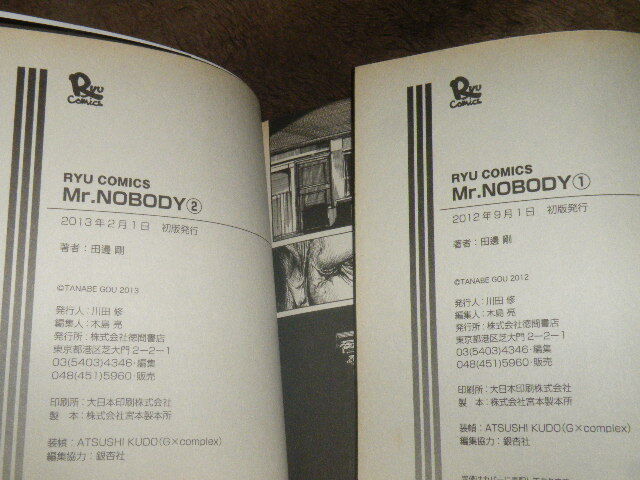 Ryu
Comics
RYU COMICS
Mr.NOBODY②
2013年2月1日 初版発行
著者：田邊 剛
©TANABE GOU 2013
発行人：川田 修
編集人：木島 亮
発行所：株式会社徳間書店
東京都港区芝大門2-2-1
03(5403)4346・編集
048(451)5960・販売
印刷所：大日本印刷株式会社
製 本：株式会社宮本製本所
装幀：ATSUSHI KUDO(G×complex)
編集協力：銀杏社
Ryu
Comics
RYU COMICS
Mr.NOBODY①
2012年9月1日 初版発行
著者：田邊 剛
©TANABE GOU 2012
発行人：川田 修
編集人：木島 亮
発行所：株式会社徳間書店
東京都港区芝大門2-2-1
03(5403)4346・編集
048(451)5960・販売
印刷所：大日本印刷株式会社
製 本：株式会社宮本製本所
装幀：ATSUSHI KUDO(G×complex)
編集協力：銀杏社